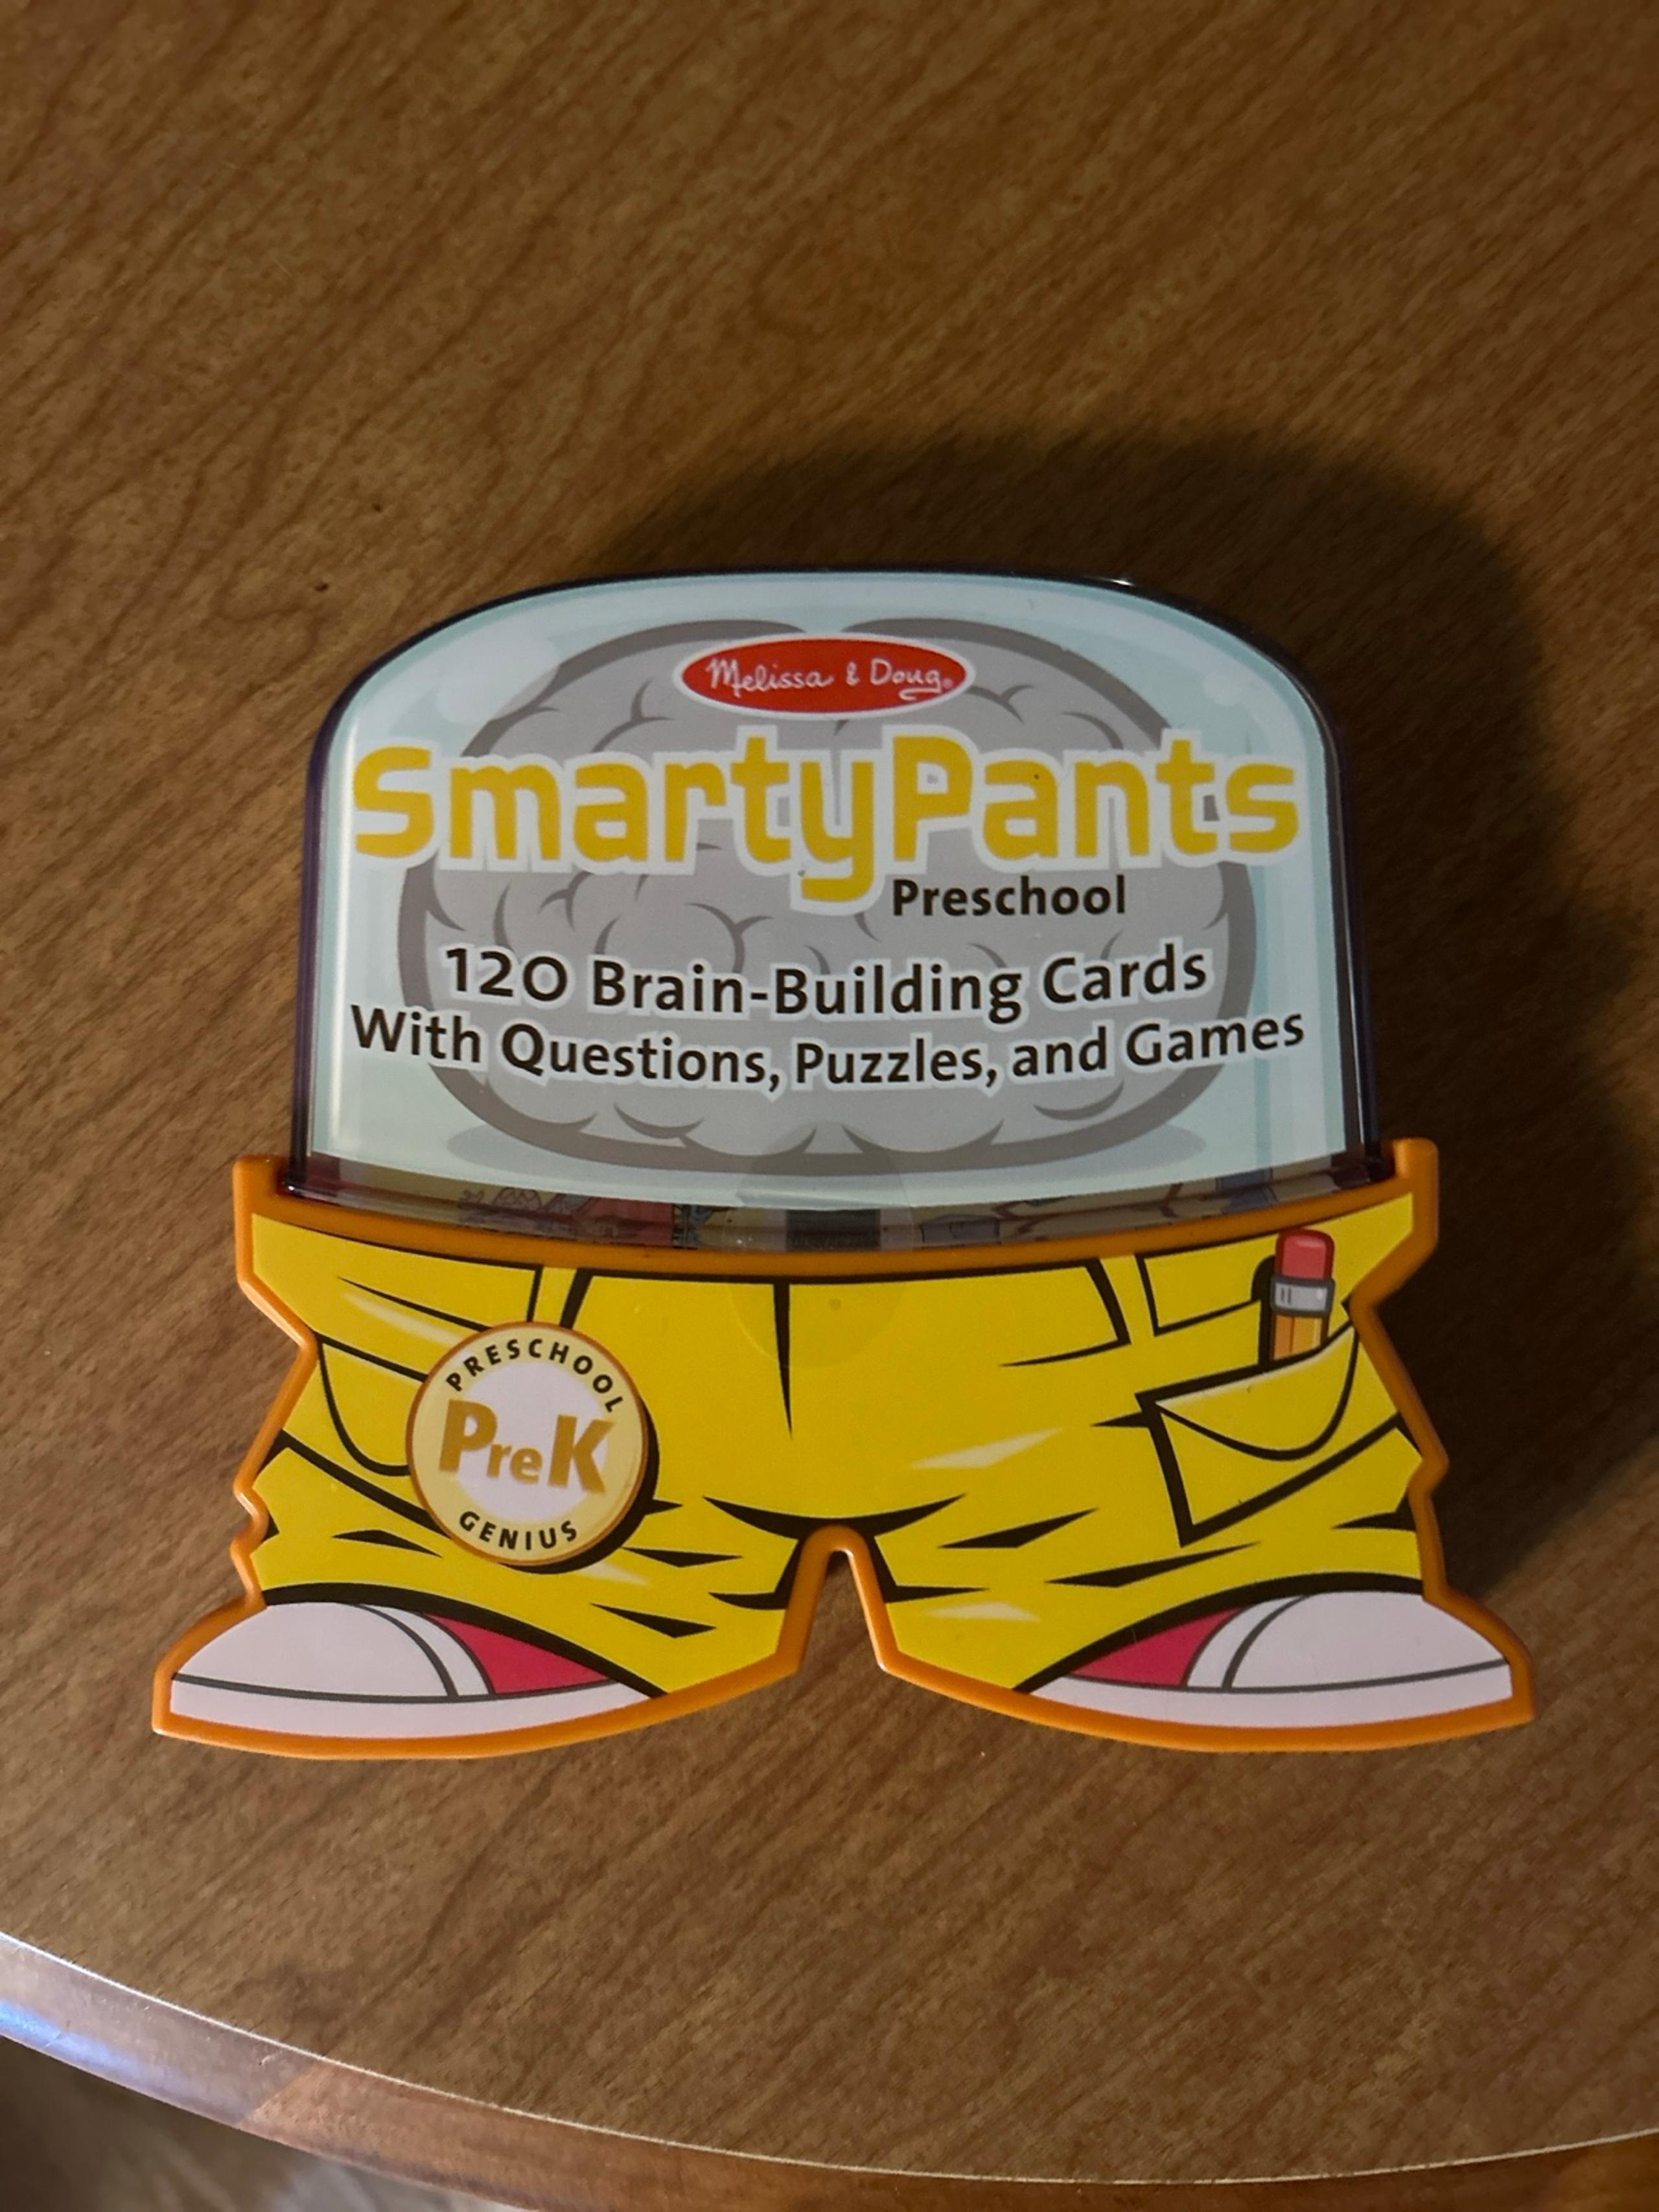 Melissa & Doug®
SmartyPants
Preschool
120 Brain-Building Cards
With Questions, Puzzles, and Games
PRESCHOOL
PreK
GENIUS